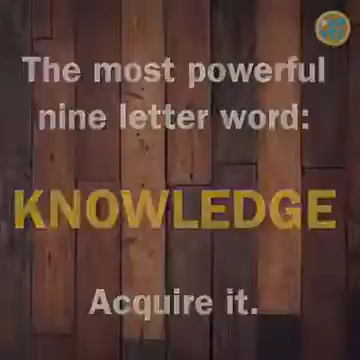 The most powerful
nine letter word:
KNOWLEDGE
Acquire it.